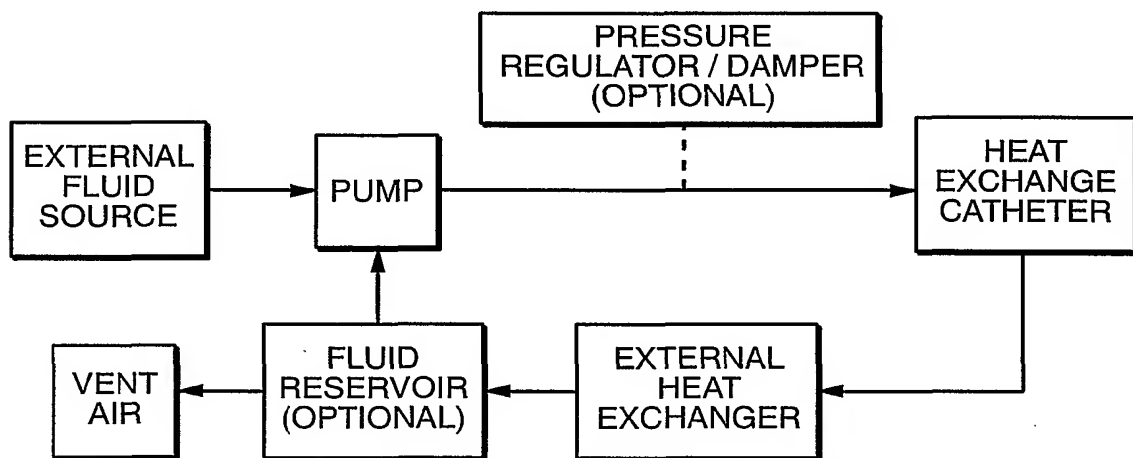 PRESSURE
REGULATOR / DAMPER
(OPTIONAL)
EXTERNAL
FLUID
SOURCE
PUMP
HEAT
EXCHANGE
CATHETER
VENT
AIR
FLUID
RESERVOIR
(OPTIONAL)
EXTERNAL
HEAT
EXCHANGER